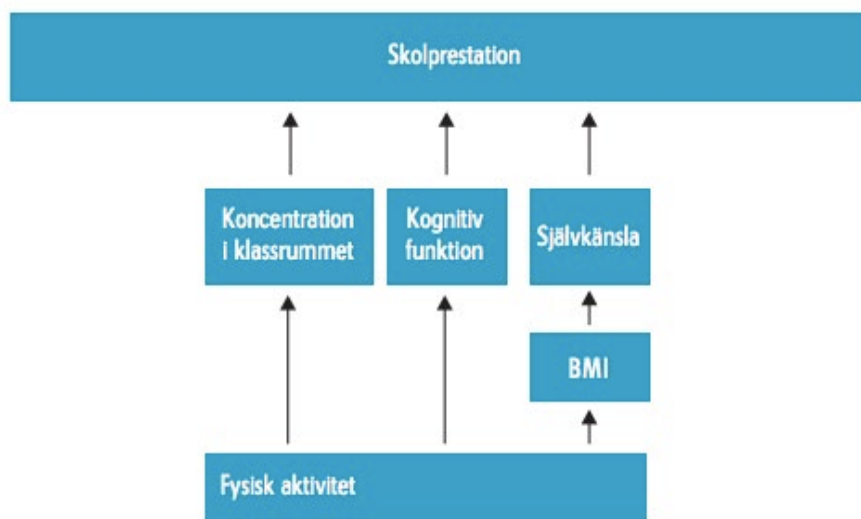 Skolprestation
Koncentration
i klassrummet
Kognitiv
funktion
Självkänsla
BMI
Fysisk aktivitet